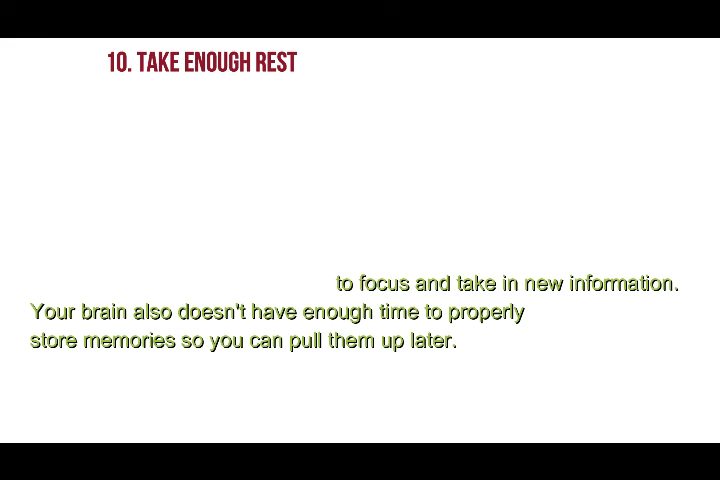 10. TAKE ENOUGH REST
to focus and take in new information.
Your brain also doesn't have enough time to properly
store memories so you can pull them up later.